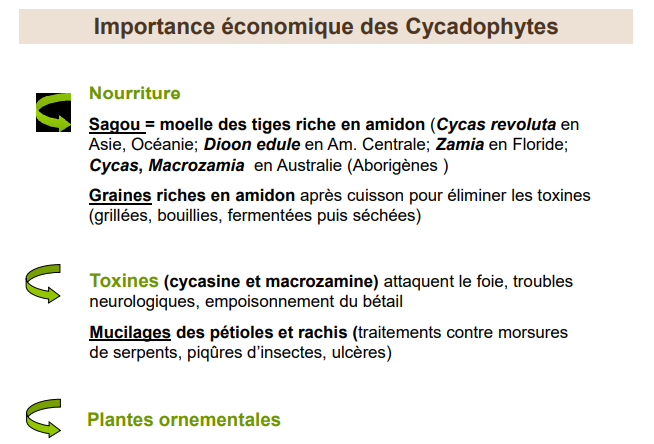 Importance économique des Cycadophytes
Nourriture
Sagou = moelle des tiges riche en amidon (Cycas revoluta en
Asie, Océanie; Dioon edule en Am. Centrale; Zamia en Floride;
Cycas, Macrozamia en Australie (Aborigènes )
Graines riches en amidon après cuisson pour éliminer les toxines
(grillées, bouillies, fermentées puis séchées)
Toxines (cycasine et macrozamine) attaquent le foie, troubles
neurologiques, empoisonnement du bétail
Mucilages des pétioles et rachis (traitements contre morsures
de serpents, piqûres d’insectes, ulcères)
Plantes ornementales